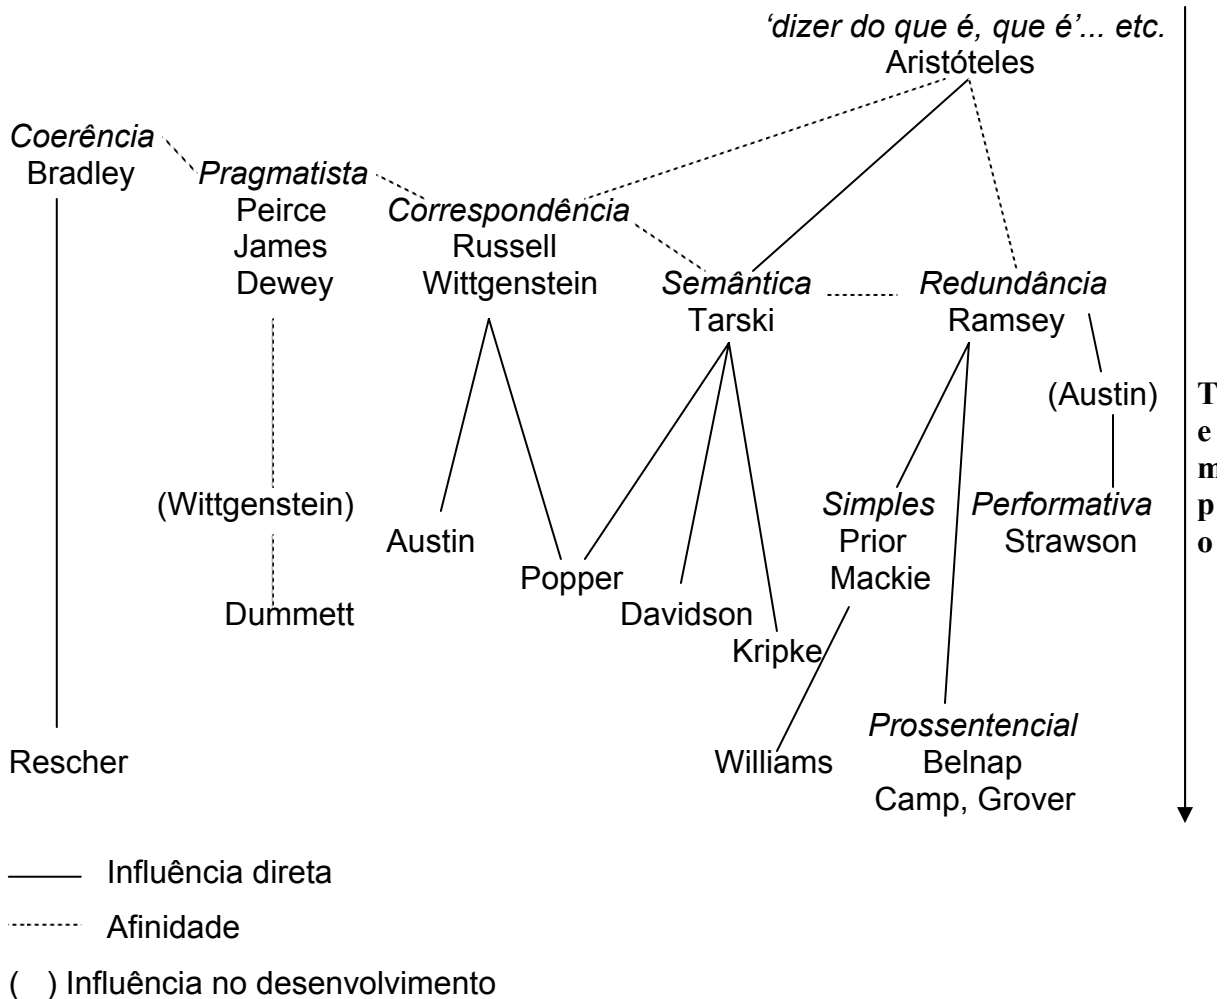 'dizer do que é, que é'... etc.
Aristóteles
Coerência
Bradley
Pragmatista
Peirce
James
Dewey
Correspondência
Russell
Wittgenstein
Semântica
Tarski
Redundância
Ramsey
(Austin)
Tempo
(Wittgenstein)
Dummett
Austin
Popper
Davidson
Kripke
Simples
Prior
Mackie
Performativa
Strawson
Rescher
Williams
Prossentencial
Belnap
Camp, Grover
Influência direta
Afinidade
( ) Influência no desenvolvimento